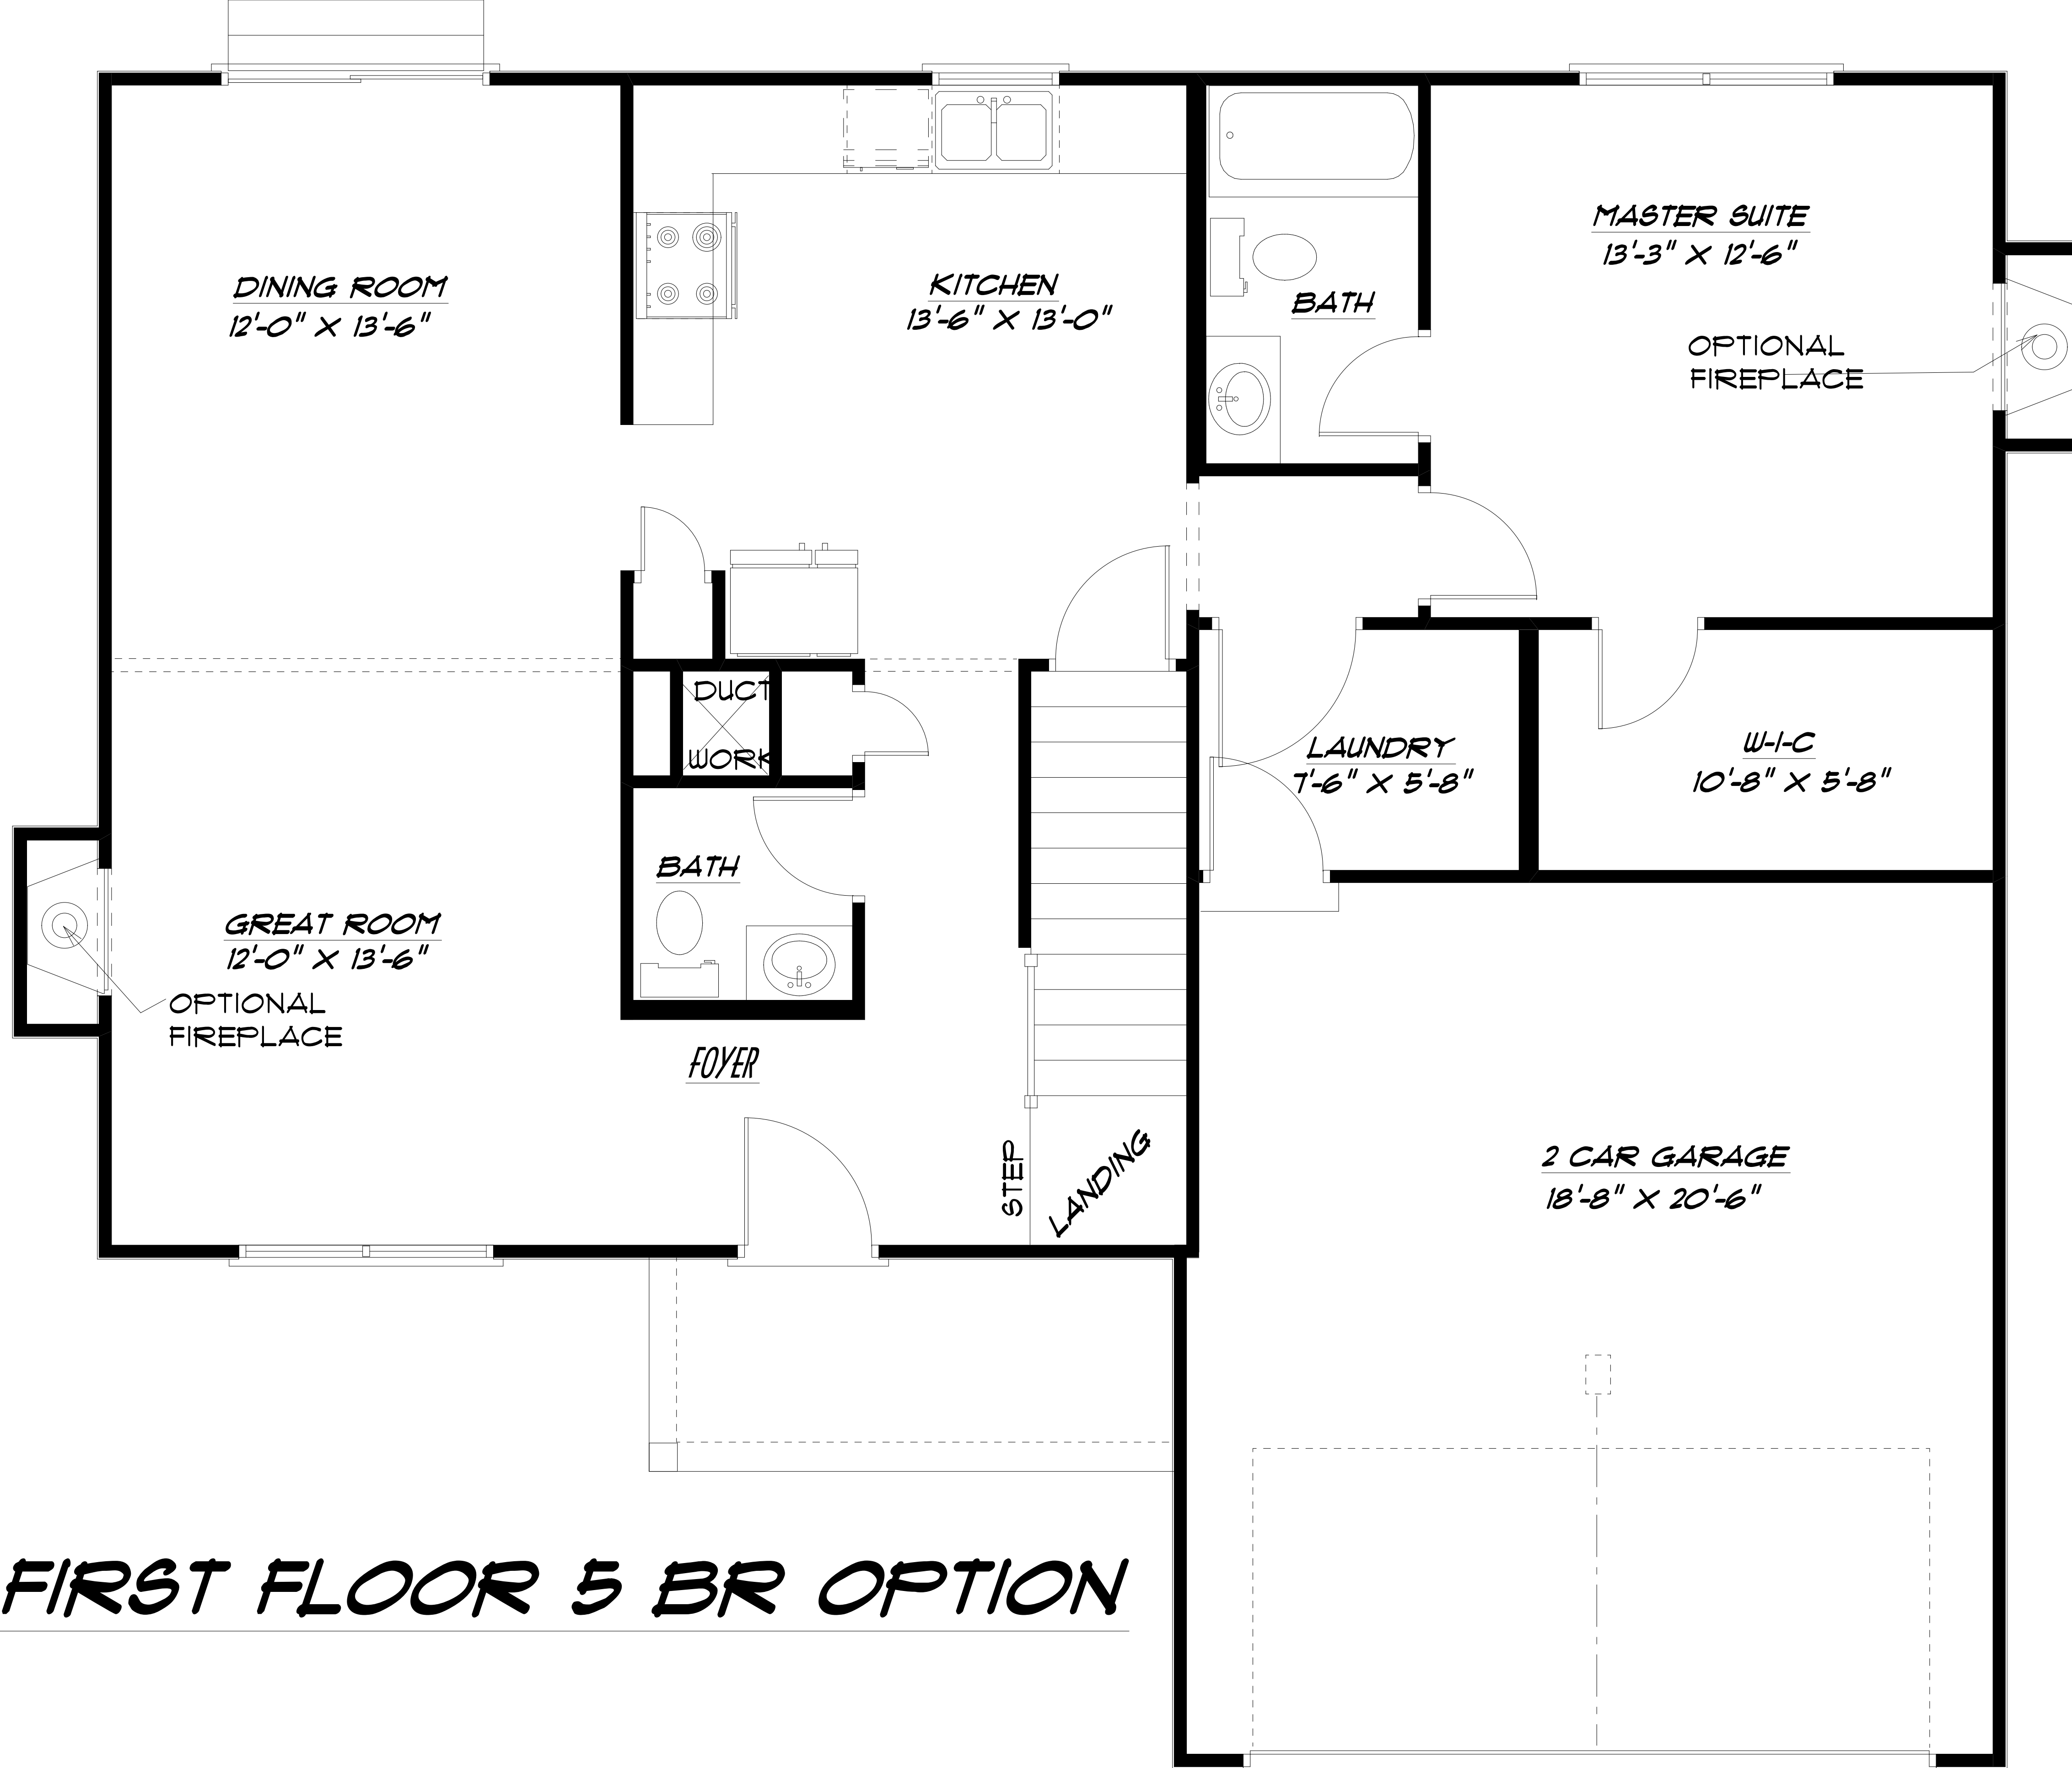 MASTER SUITE
13'-3" X 12'-6"
DINING ROOM
12'-0" X 13'-6"
KITCHEN
13'-6" X 13'-0"
BATH
OPTIONAL
FIREPLACE
DUCT
WORK
LAUNDRY
7'-6" X 5'-8"
W-I-C
10'-8" X 5'-8"
BATH
GREAT ROOM
12'-0" X 13'-6"
OPTIONAL
FIREPLACE
FOYER
STEP
LANDING
2 CAR GARAGE
18'-8" X 20'-6"
FIRST FLOOR 5 BR OPTION